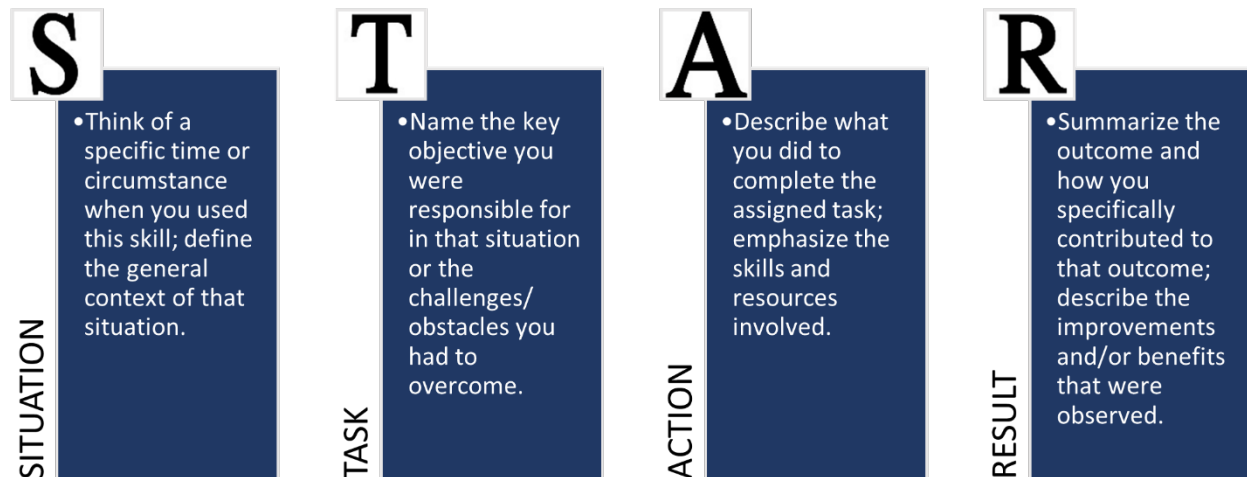 S
SITUATION
•Think of a
specific time or
circumstance
when you used
this skill; define
the general
context of that
situation.
T
TASK
•Name the key
objective you
were
responsible for
in that situation
or the
challenges/
obstacles you
had to
overcome.
A
ACTION
•Describe what
you did to
complete the
assigned task;
emphasize the
skills and
resources
involved.
R
RESULT
•Summarize the
outcome and
how you
specifically
contributed to
that outcome;
describe the
improvements
and/or benefits
that were
observed.